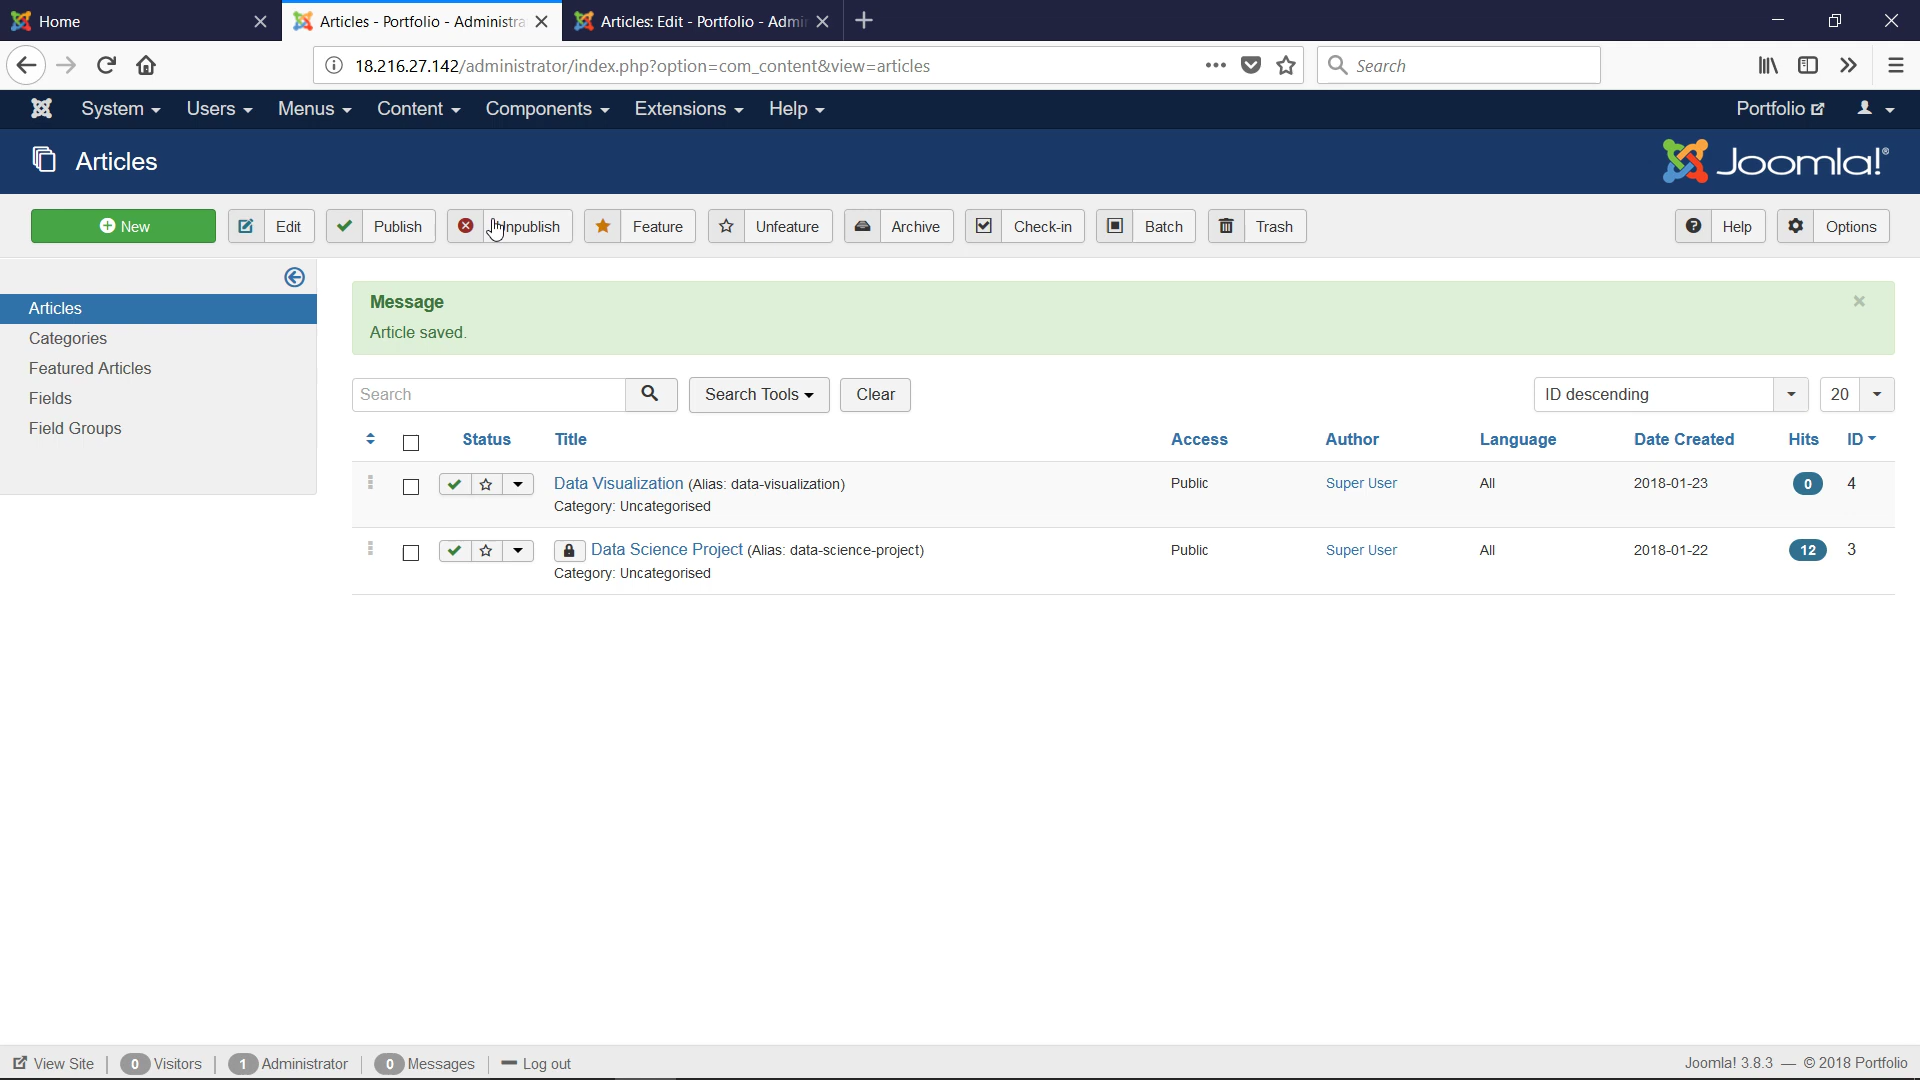 Home
Articles - Portfolio - Administra
Articles: Edit - Portfolio - Admi
18.216.27.142/administrator/index.php?option=com_content&view=articles
Search
System Users Menus Content Components Extensions Help
Portfolio
Articles
Joomla!®
New Edit Publish Unpublish Feature Unfeature Archive Check-in Batch Trash Help Options
Articles
Categories
Featured Articles
Fields
Field Groups
Message
Article saved.
Search Search Tools Clear ID descending 20
Status Title Access Author Language Date Created Hits ID
Data Visualization (Alias: data-visualization) Public Super User All 2018-01-23 0 4
Category: Uncategorised
Data Science Project (Alias: data-science-project) Public Super User All 2018-01-22 12 3
Category: Uncategorised
View Site 0 Visitors 1 Administrator 0 Messages Log out
Joomla! 3.8.3 — © 2018 Portfolio